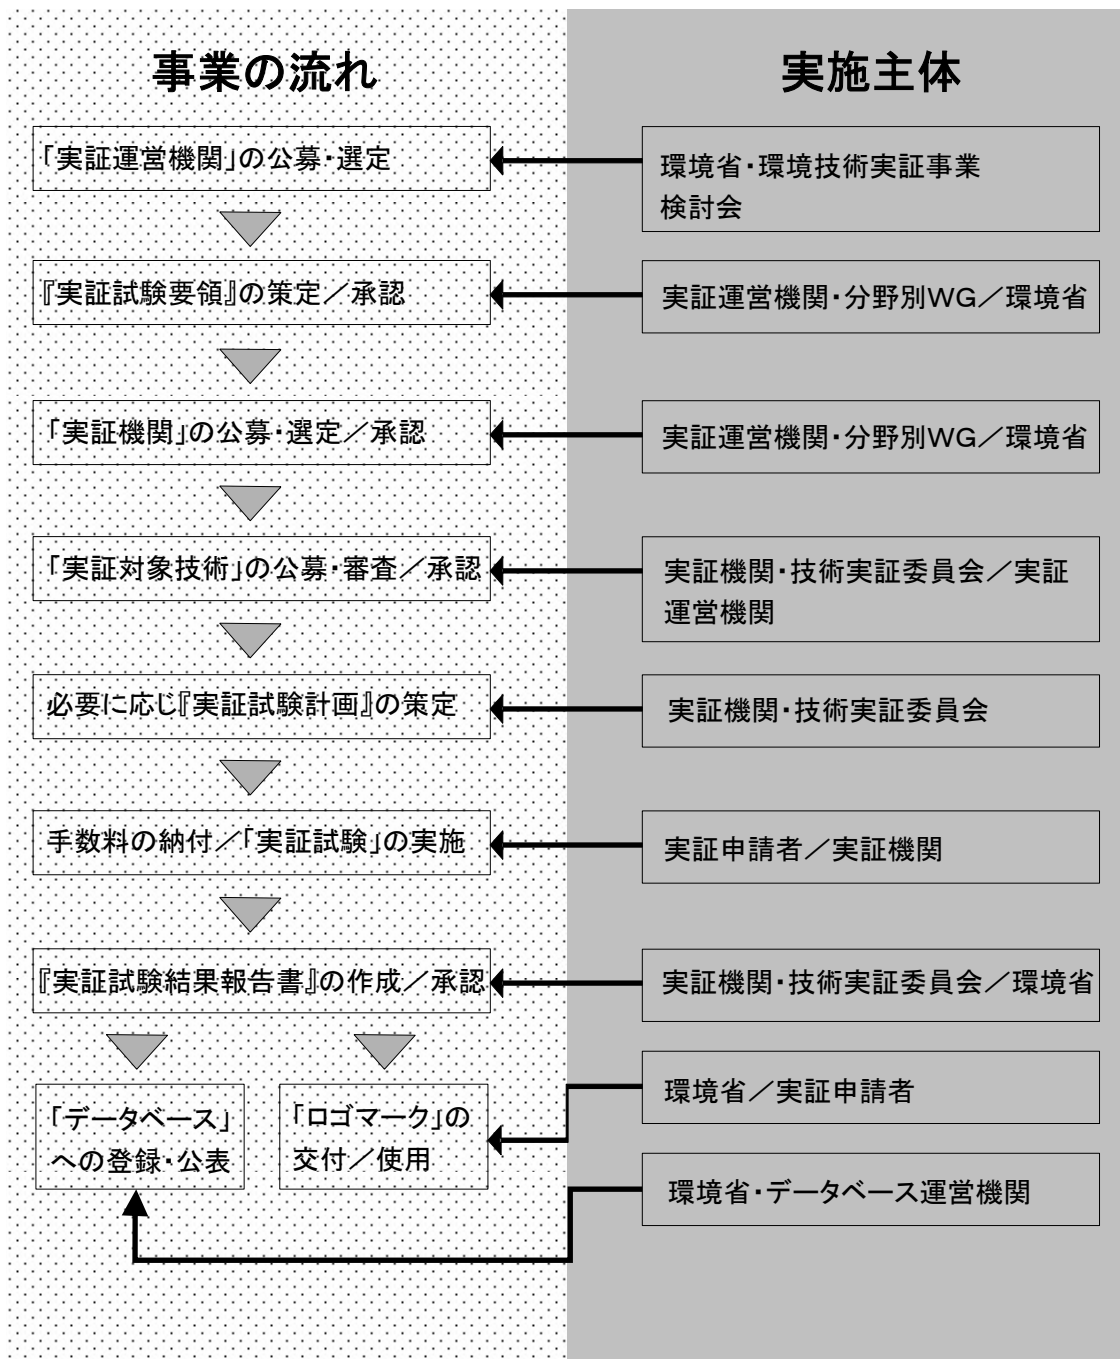 事業の流れ
実施主体
「実証運営機関」の公募・選定
環境省・環境技術実証事業
検討会
『実証試験要領』の策定／承認
実証運営機関・分野別WG／環境省
「実証機関」の公募・選定／承認
実証運営機関・分野別WG／環境省
「実証対象技術」の公募・審査／承認
実証機関・技術実証委員会／実証
運営機関
必要に応じ『実証試験計画』の策定
実証機関・技術実証委員会
手数料の納付／「実証試験」の実施
実証申請者／実証機関
『実証試験結果報告書』の作成／承認
実証機関・技術実証委員会／環境省
「データベース」
への登録・公表
「ロゴマーク」の
交付／使用
環境省／実証申請者
環境省・データベース運営機関